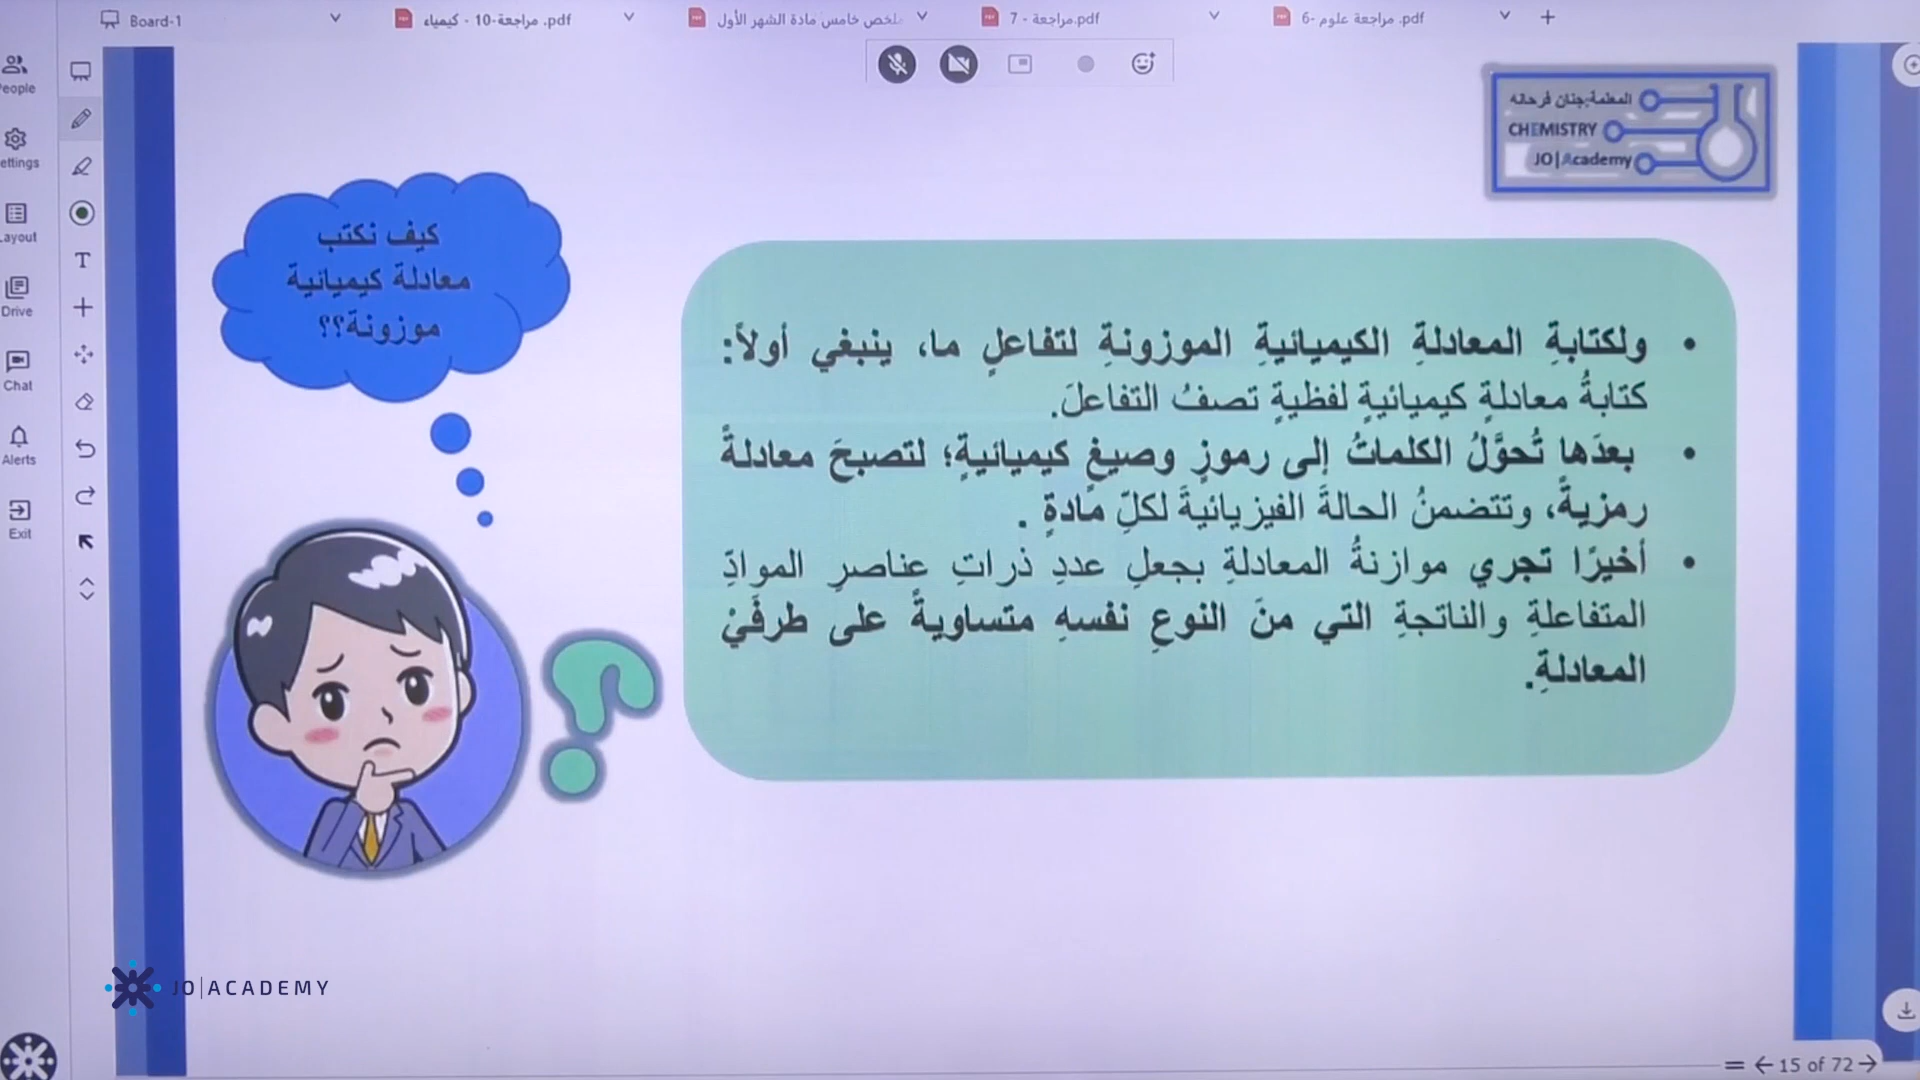 Board-1
مراجعة-10 - كيمياء .pdf
ملخص خامس مادة الشهر الأول
مراجعة - 7.pdf
مراجعة علوم -6 .pdf
People
Settings
Layout
Drive
Chat
Alerts
Exit
T
المعلمة:جنان فرحانه
CHEMISTRY
JO|Academy
كيف نكتب
معادلة كيميائية
موزونة؟؟
• ولكتابةِ المعادلةِ الكيميائيةِ الموزونةِ لتفاعلٍ ما، ينبغي أولاً:
كتابةُ معادلةٍ كيميائيةٍ لفظيةٍ تصفُ التفاعلَ.
• بعدَها تُحوَّلُ الكلماتُ إلى رموزٍ وصيغٍ كيميائيةٍ؛ لتصبحَ معادلةً
رمزيةً، وتتضمنُ الحالةَ الفيزيائيةَ لكلِّ مادةٍ .
• أخيرًا تجري موازنةُ المعادلةِ بجعلِ عددِ ذراتِ عناصرِ الموادِّ
المتفاعلةِ والناتجةِ التي منَ النوعِ نفسهِ متساويةً على طرفَيْ
المعادلةِ.
JO|ACADEMY
15 of 72